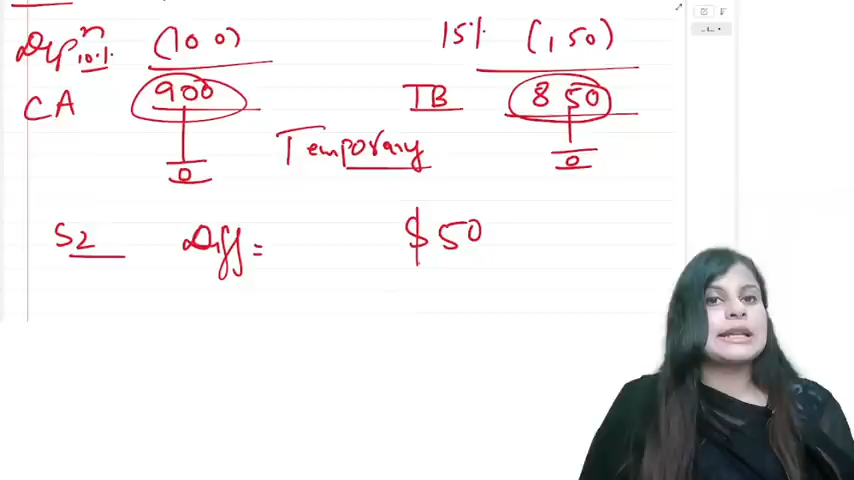 Depn 10% (100) 15% (150)
CA 900 TB 850
Temporary
0 0
S2 Diff = $50